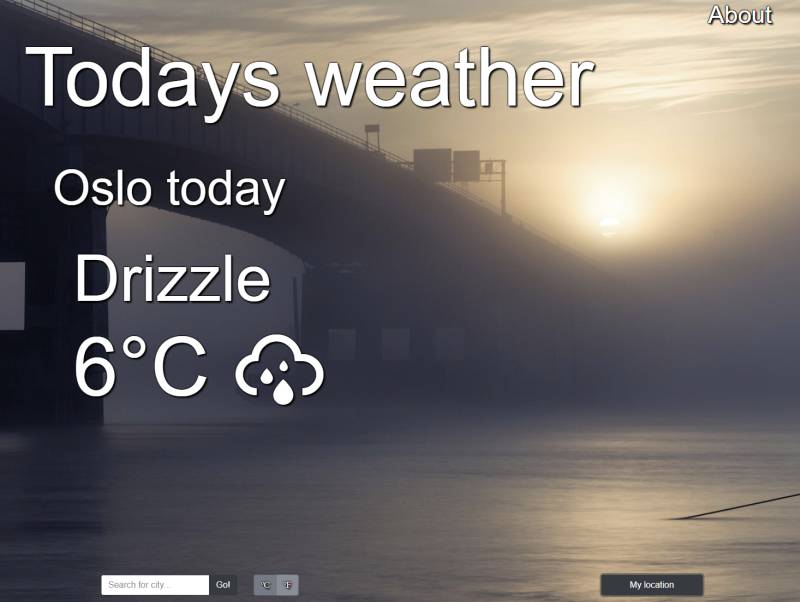 About
Todays weather
Oslo today
Drizzle
6°C
Search for city...
Go!
°C °F
My location